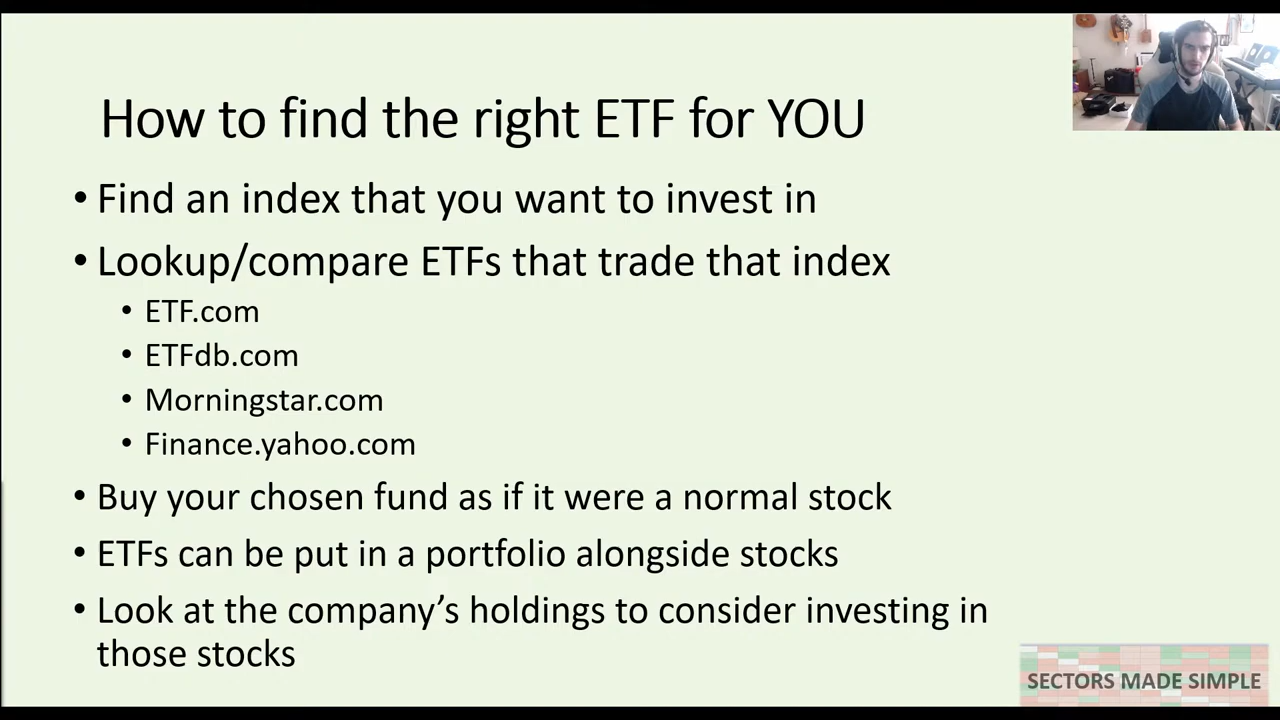 How to find the right ETF for YOU
• Find an index that you want to invest in
• Lookup/compare ETFs that trade that index
• ETF.com
• ETFdb.com
• Morningstar.com
• Finance.yahoo.com
• Buy your chosen fund as if it were a normal stock
• ETFs can be put in a portfolio alongside stocks
• Look at the company’s holdings to consider investing in
those stocks
SECTORS MADE SIMPLE